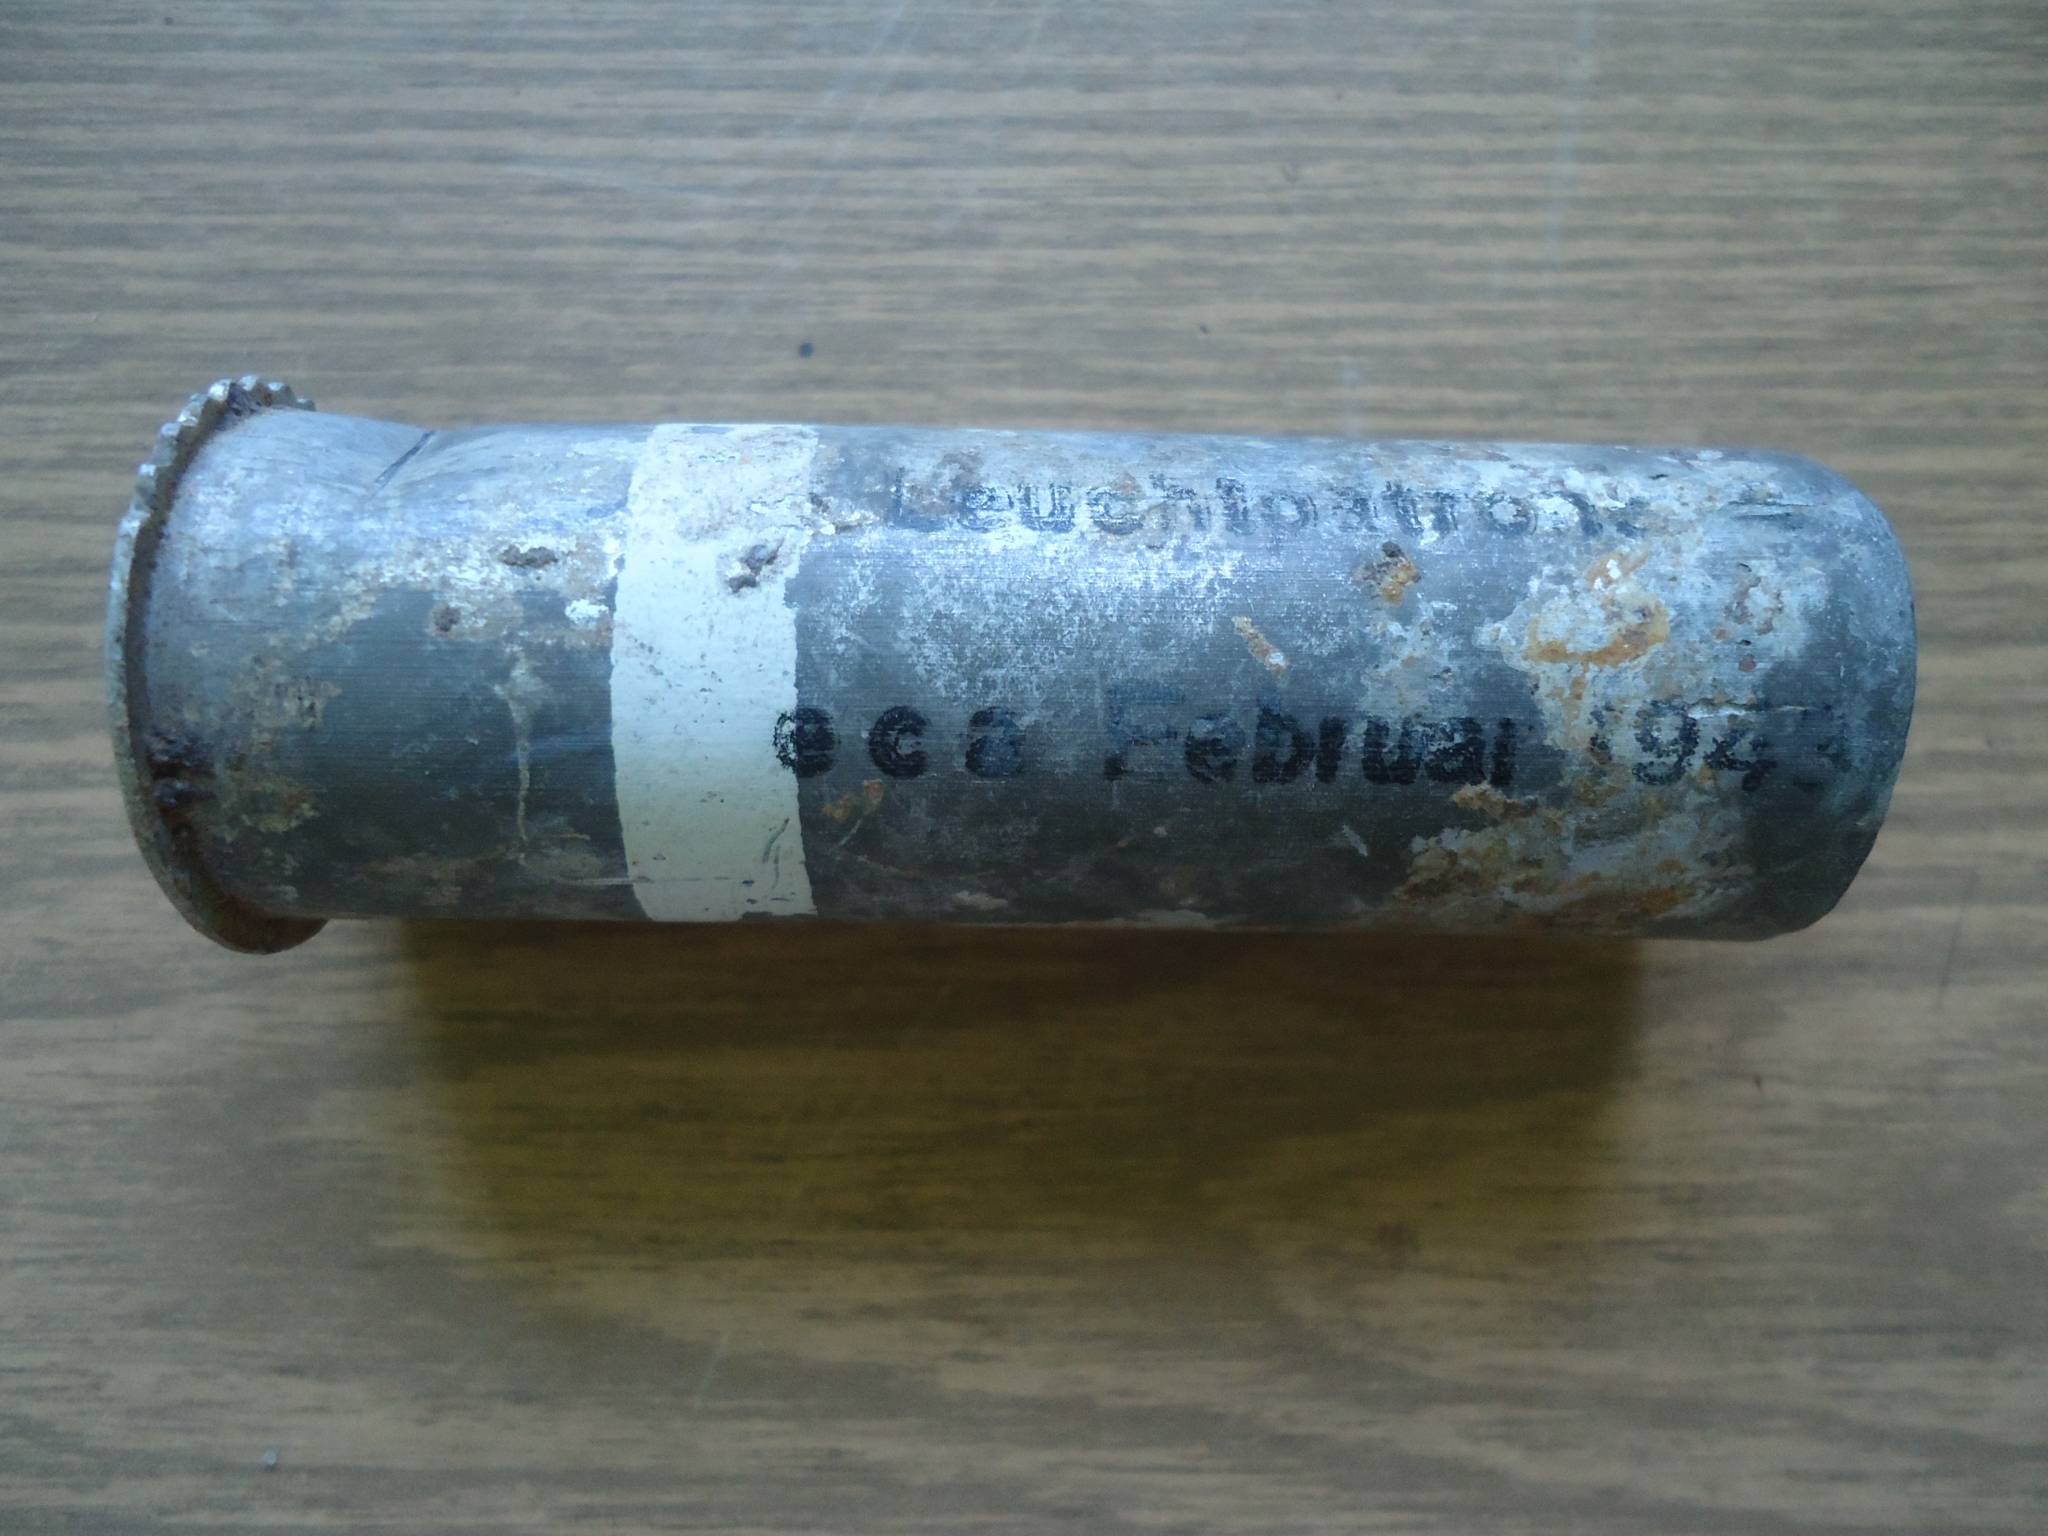 Leuchtpatrone
eca Februar 1943